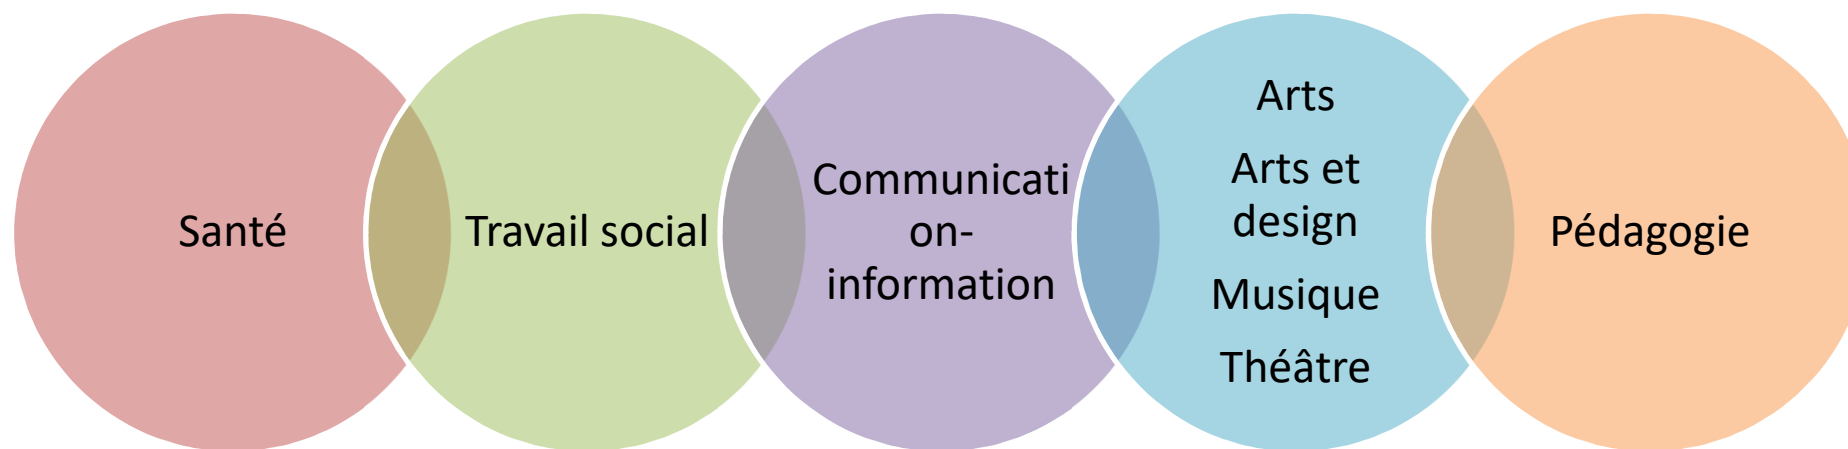 Santé
Travail social
Communicati
on-
information
Arts
Arts et
design
Musique
Théâtre
Pédagogie